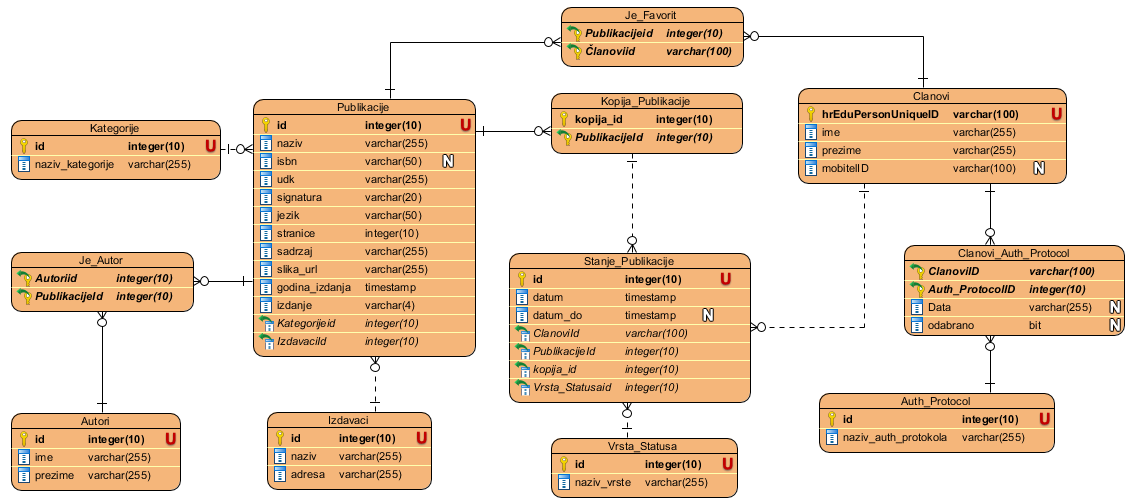 Je_Favorit
Publikacijeid integer(10)
Članoviid varchar(100)
Publikacije
id integer(10) U
naziv varchar(255)
isbn varchar(50) N
udk varchar(255)
signatura varchar(20)
jezik varchar(50)
stranice integer(10)
sadrzaj varchar(255)
slika_url varchar(255)
godina_izdanja timestamp
izdanje varchar(4)
Kategorijeid integer(10)
IzdavaciId integer(10)
Kopija_Publikacije
kopija_id integer(10)
PublikacijeId integer(10)
Clanovi
hrEduPersonUniqueID varchar(100) U
ime varchar(255)
prezime varchar(255)
mobitelID varchar(100) N
Kategorije
id integer(10) U
naziv_kategorije varchar(255)
Je_Autor
Autoriid integer(10)
PublikacijeId integer(10)
Stanje_Publikacije
id integer(10) U
datum timestamp
datum_do timestamp N
ClanoviId varchar(100)
PublikacijeId integer(10)
kopija_id integer(10)
Vrsta_Statusaid integer(10)
Clanovi_Auth_Protocol
ClanoviID varchar(100)
Auth_ProtocolID integer(10)
Data varchar(255) N
odabrano bit N
Autori
id integer(10) U
ime varchar(255)
prezime varchar(255)
Izdavaci
id integer(10) U
naziv varchar(255)
adresa varchar(255)
Vrsta_Statusa
id integer(10) U
naziv_vrste varchar(255)
Auth_Protocol
id integer(10) U
naziv_auth_protokola varchar(255)